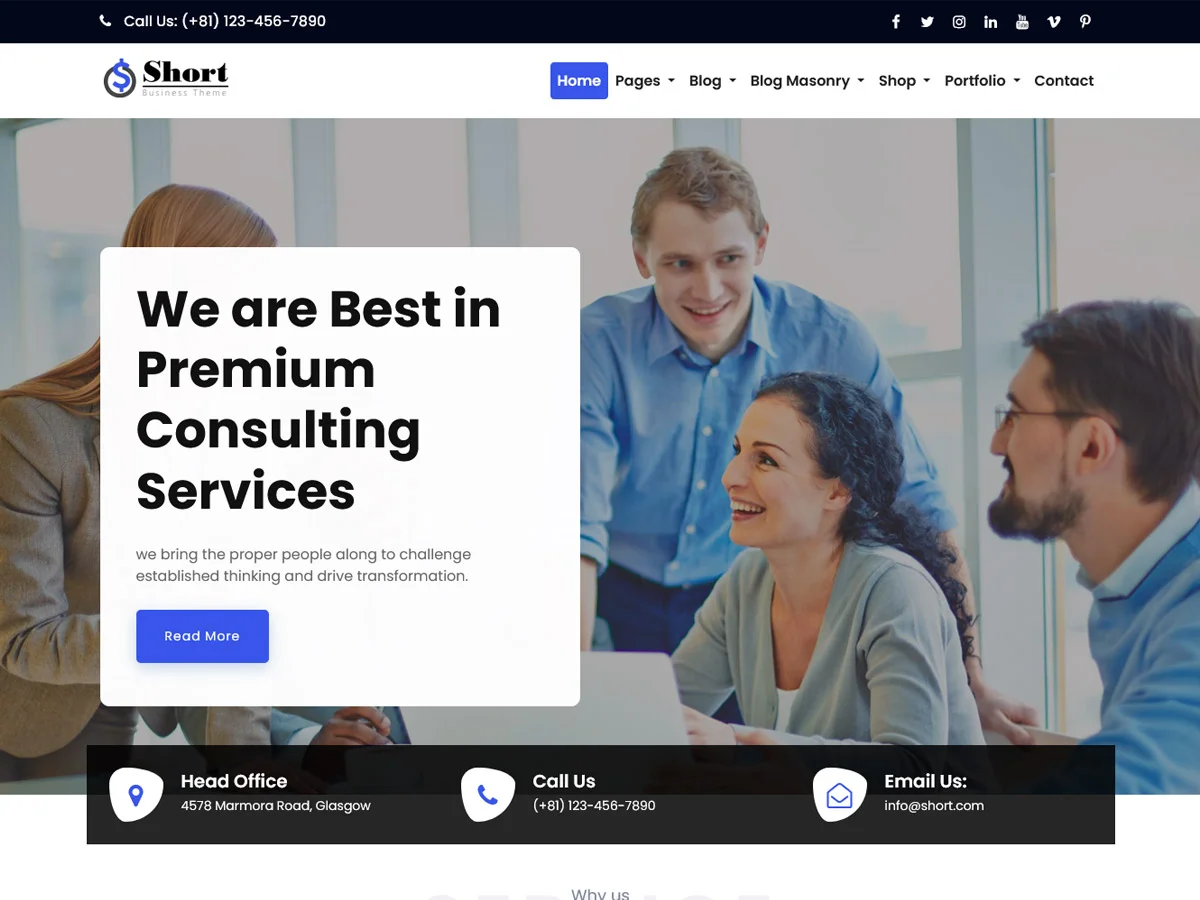 Call Us: (+81) 123-456-7890
Short
Business Theme
Home Pages Blog Blog Masonry Shop Portfolio Contact
We are Best in
Premium
Consulting
Services
we bring the proper people along to challenge
established thinking and drive transformation.
Read More
Head Office
4578 Marmora Road, Glasgow
Call Us
(+81) 123-456-7890
Email Us:
info@short.com
Why us